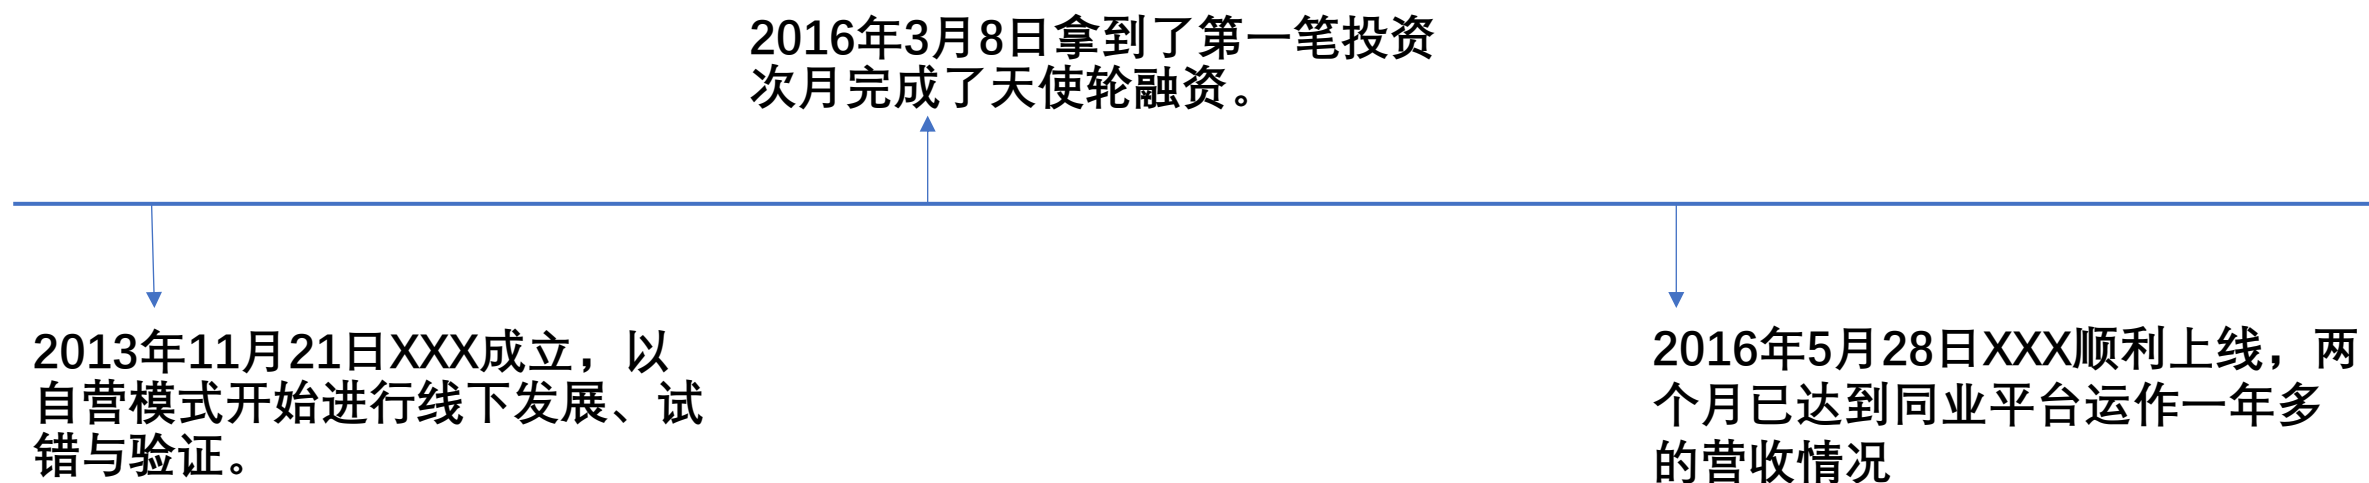 2016年3月8日拿到了第一笔投资
次月完成了天使轮融资。
2013年11月21日XXX成立，以
自营模式开始进行线下发展、试
错与验证。
2016年5月28日XXX顺利上线，两
个月已达到同业平台运作一年多
的营收情况